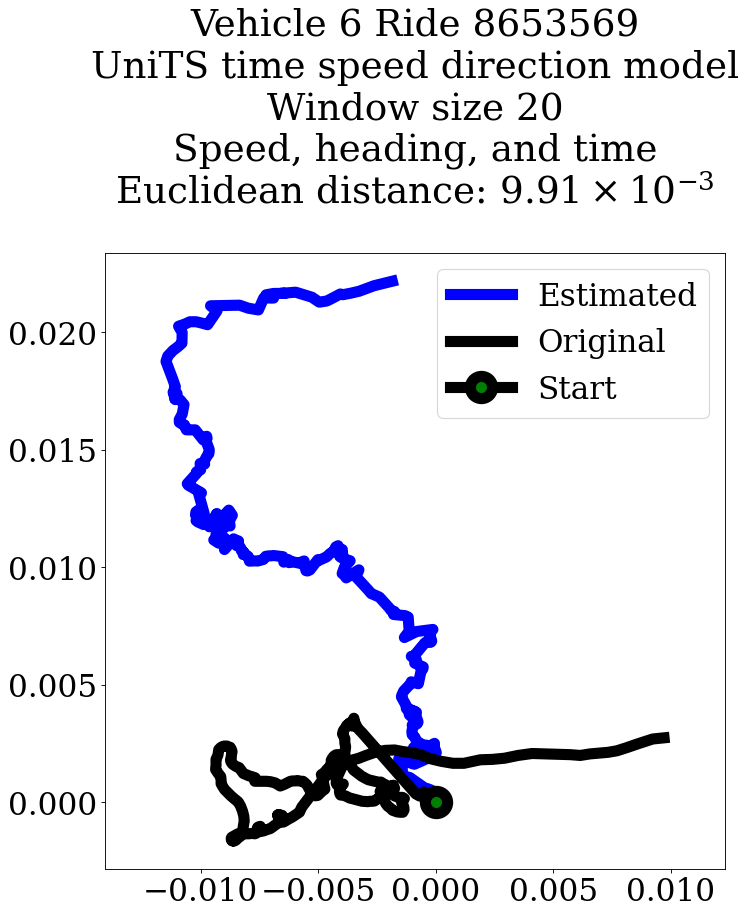 Vehicle 6 Ride 8653569
UniTS time speed direction model
Window size 20
Speed, heading, and time
Euclidean distance: 9.91 × 10⁻³
Estimated
Original
Start
0.020
0.015
0.010
0.005
0.000
−0.010 −0.005 0.000 0.005 0.010